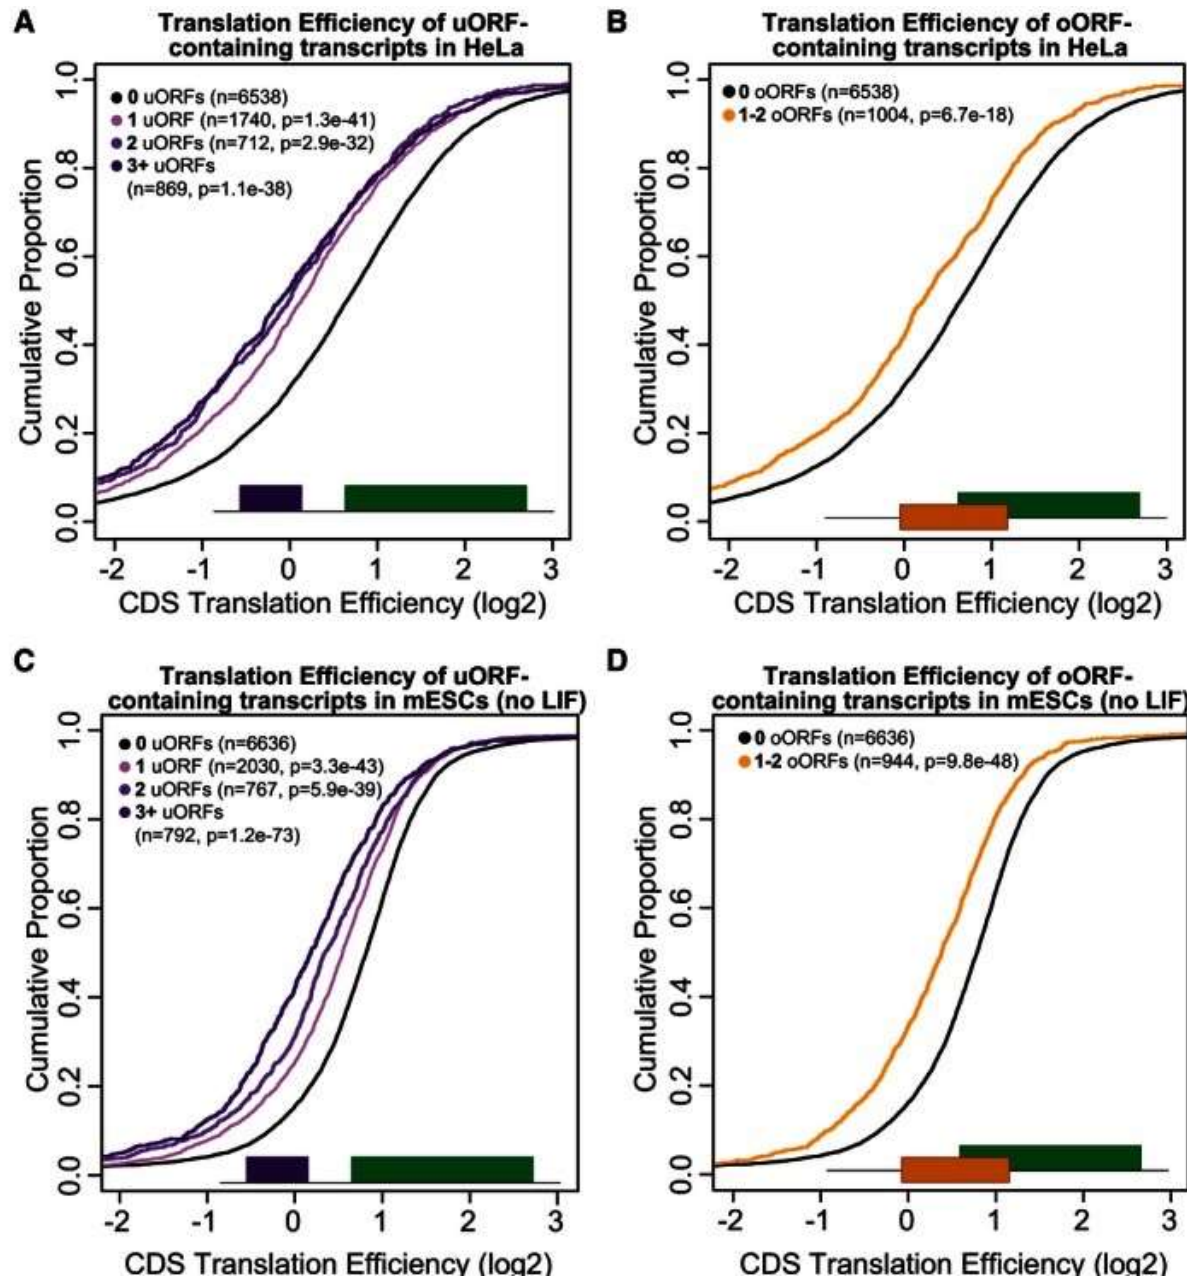 A
Translation Efficiency of uORF-
containing transcripts in HeLa
Cumulative Proportion
1.0
0.8
0.6
0.4
0.2
0.0
0 uORFs (n=6538)
1 uORF (n=1740, p=1.3e-41)
2 uORFs (n=712, p=2.9e-32)
3+ uORFs
(n=869, p=1.1e-38)
-2 -1 0 1 2 3
CDS Translation Efficiency (log2)
B
Translation Efficiency of oORF-
containing transcripts in HeLa
Cumulative Proportion
1.0
0.8
0.6
0.4
0.2
0.0
0 oORFs (n=6538)
1-2 oORFs (n=1004, p=6.7e-18)
-2 -1 0 1 2 3
CDS Translation Efficiency (log2)
C
Translation Efficiency of uORF-
containing transcripts in mESCs (no LIF)
Cumulative Proportion
1.0
0.8
0.6
0.4
0.2
0.0
0 uORFs (n=6636)
1 uORF (n=2030, p=3.3e-43)
2 uORFs (n=767, p=5.9e-39)
3+ uORFs
(n=792, p=1.2e-73)
-2 -1 0 1 2 3
CDS Translation Efficiency (log2)
D
Translation Efficiency of oORF-
containing transcripts in mESCs (no LIF)
Cumulative Proportion
1.0
0.8
0.6
0.4
0.2
0.0
0 oORFs (n=6636)
1-2 oORFs (n=944, p=9.8e-48)
-2 -1 0 1 2 3
CDS Translation Efficiency (log2)